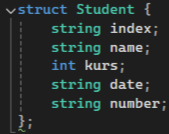 struct Student {
    string index;
    string name;
    int kurs;
    string date;
    string number;
};